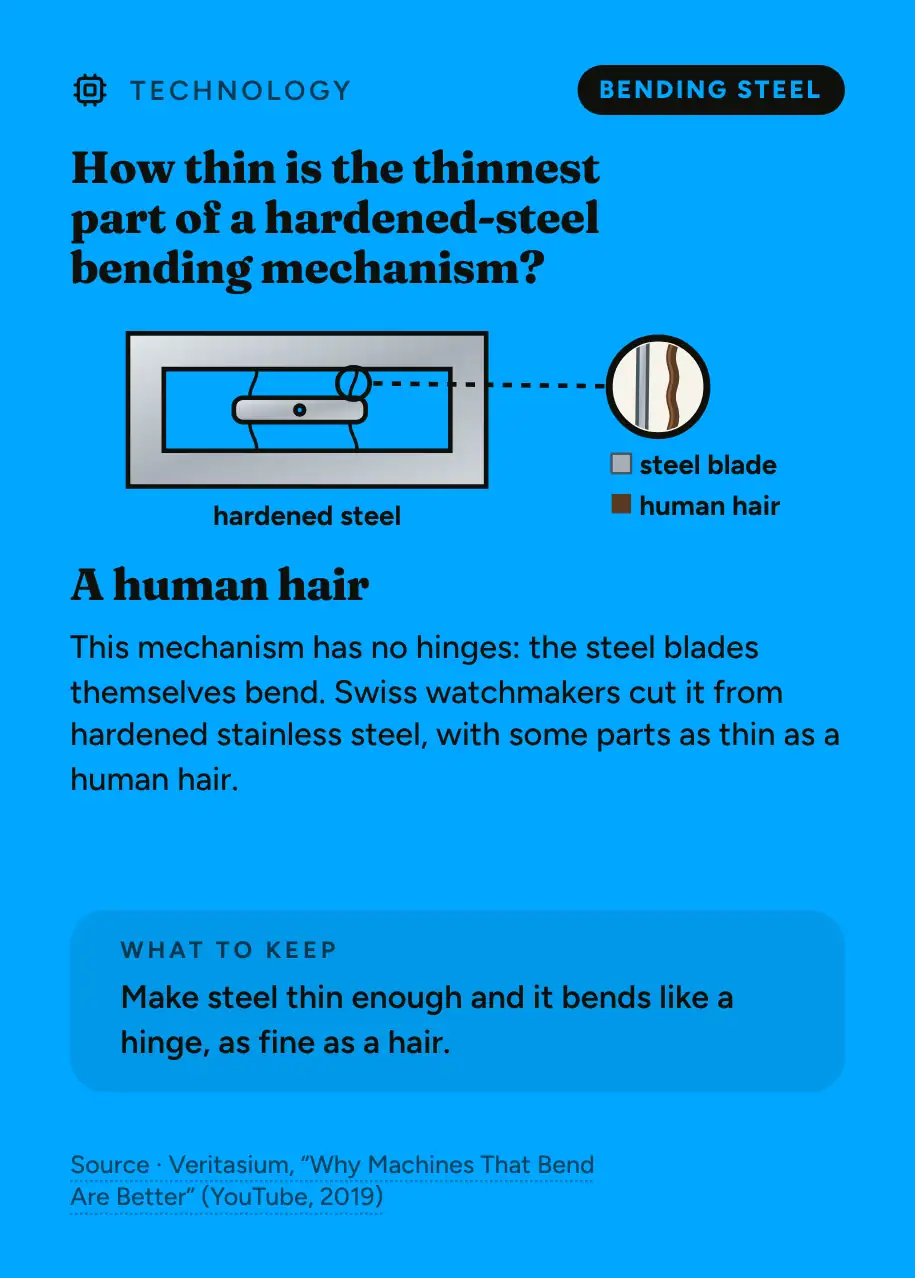 TECHNOLOGY
BENDING STEEL
How thin is the thinnest
part of a hardened-steel
bending mechanism?
steel blade
human hair
hardened steel
A human hair
This mechanism has no hinges: the steel blades
themselves bend. Swiss watchmakers cut it from
hardened stainless steel, with some parts as thin as a
human hair.
WHAT TO KEEP
Make steel thin enough and it bends like a
hinge, as fine as a hair.
Source · Veritasium, “Why Machines That Bend
Are Better” (YouTube, 2019)